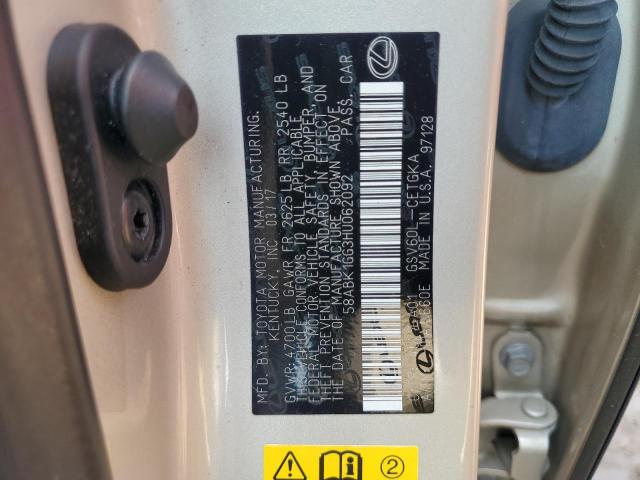 MFD. BY: TOYOTA MOTOR MANUFACTURING,
KENTUCKY, INC. 03/17
GVWR: 4700LB GAWR FR 2625LB RR 2540 LB
THIS VEHICLE CONFORMS TO ALL APPLICABLE
FEDERAL MOTOR VEHICLE SAFETY, BUMPER, AND
THEFT PREVENTION STANDARDS IN EFFECT ON
THE DATE OF MANUFACTURE SHOWN ABOVE.
58ABK1GG3HU062092 PASS. CAR
GSV60L-CETGKA
MADE IN U.S.A. 97128
2